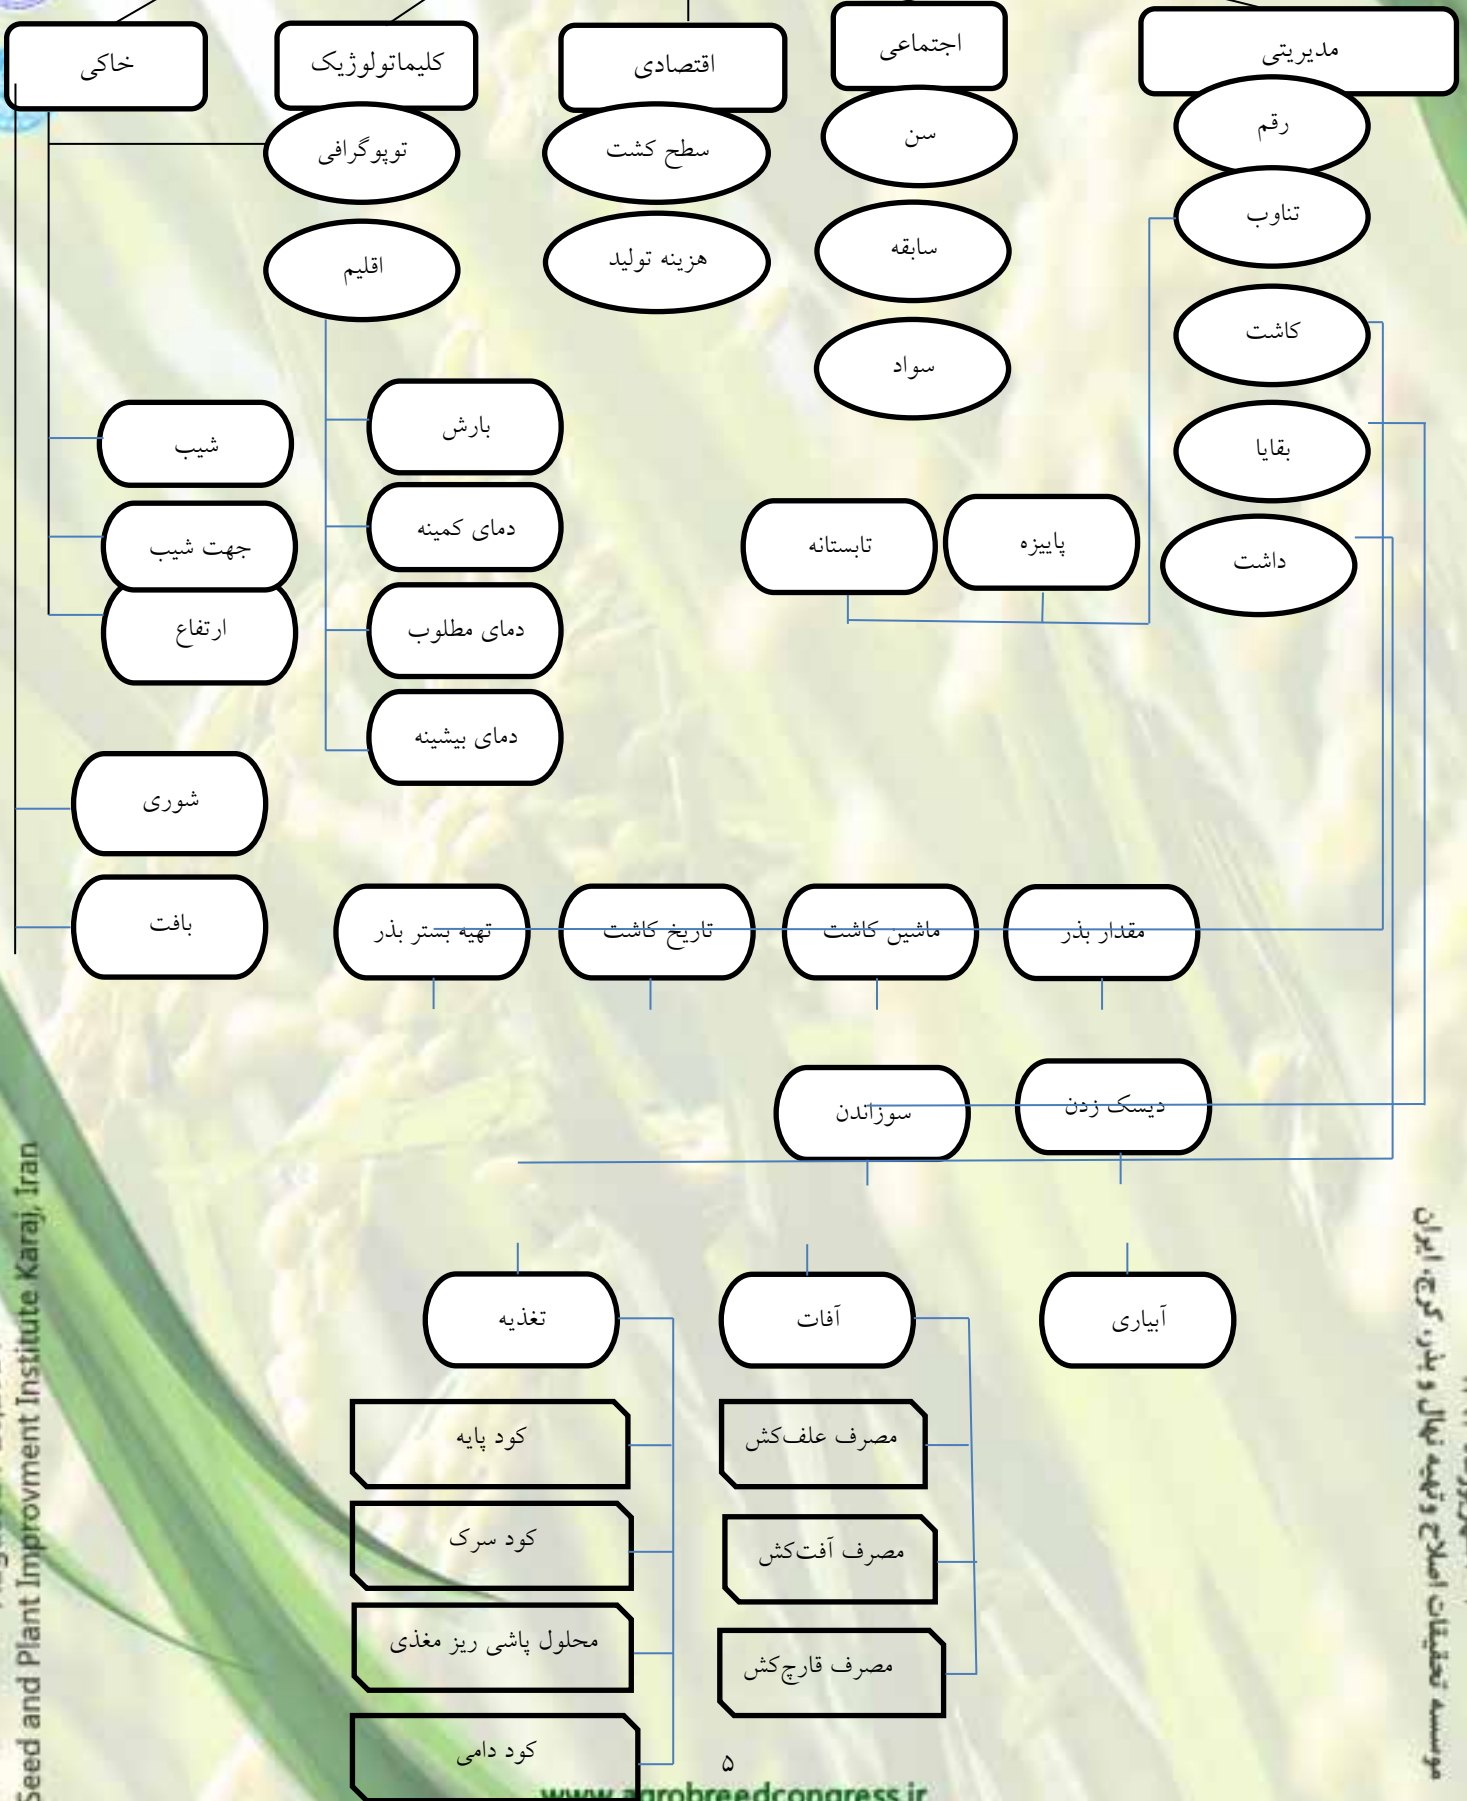 مدیریتی
اجتماعی
اقتصادی
کلیماتولوژیک
خاکی
رقم
سن
سطح کشت
توپوگرافی
تناوب
سابقه
هزینه تولید
اقلیم
کاشت
سواد
بقایا
بارش
شیب
داشت
پاییزه
تابستانه
دمای کمینه
جهت شیب
دمای مطلوب
ارتفاع
دمای بیشینه
شوری
بافت
مقدار بذر
ماشین کاشت
تاریخ کاشت
تهیه بستر بذر
دیسک زدن
سوزاندن
آبیاری
آفات
تغذیه
مصرف علف‌کش
کود پایه
مصرف آفت‌کش
کود سرک
مصرف قارچ‌کش
محلول پاشی ریز مغذی
کود دامی
۵
www.agrobreedcongress.ir
Seed and Plant Improvment Institute Karaj, Iran
موسسه تحقیقات اصلاح و تهیه نهال و بذر، کرج، ایران